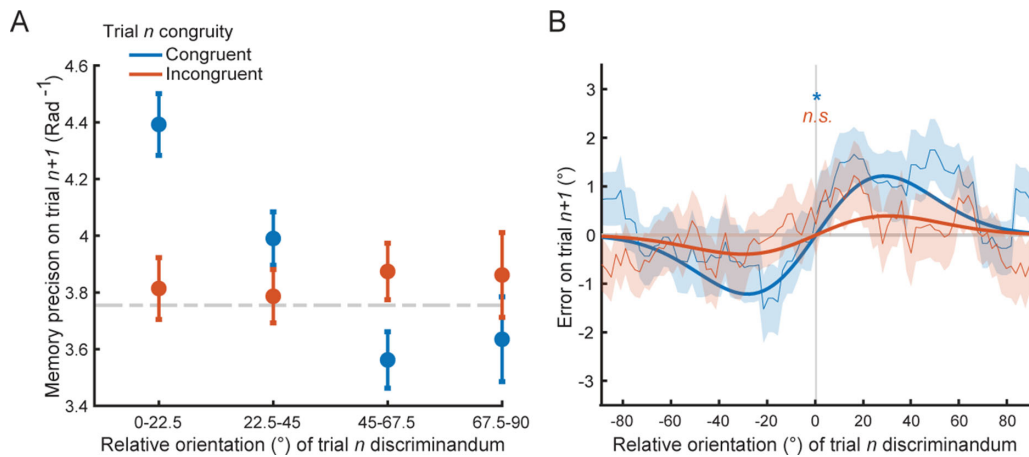 A
Trial n congruity
Congruent
Incongruent
Memory precison on trial n+1 (Rad -1)
4.6
4.4
4.2
4
3.8
3.6
3.4
0-22.5 22.5-45 45-67.5 67.5-90
Relative orientation (°) of trial n discriminandum
B
*
n.s.
Error on trial n+1 (°)
3
2
1
0
-1
-2
-3
-80 -60 -40 -20 0 20 40 60 80
Relative orientation (°) of trial n discriminandum